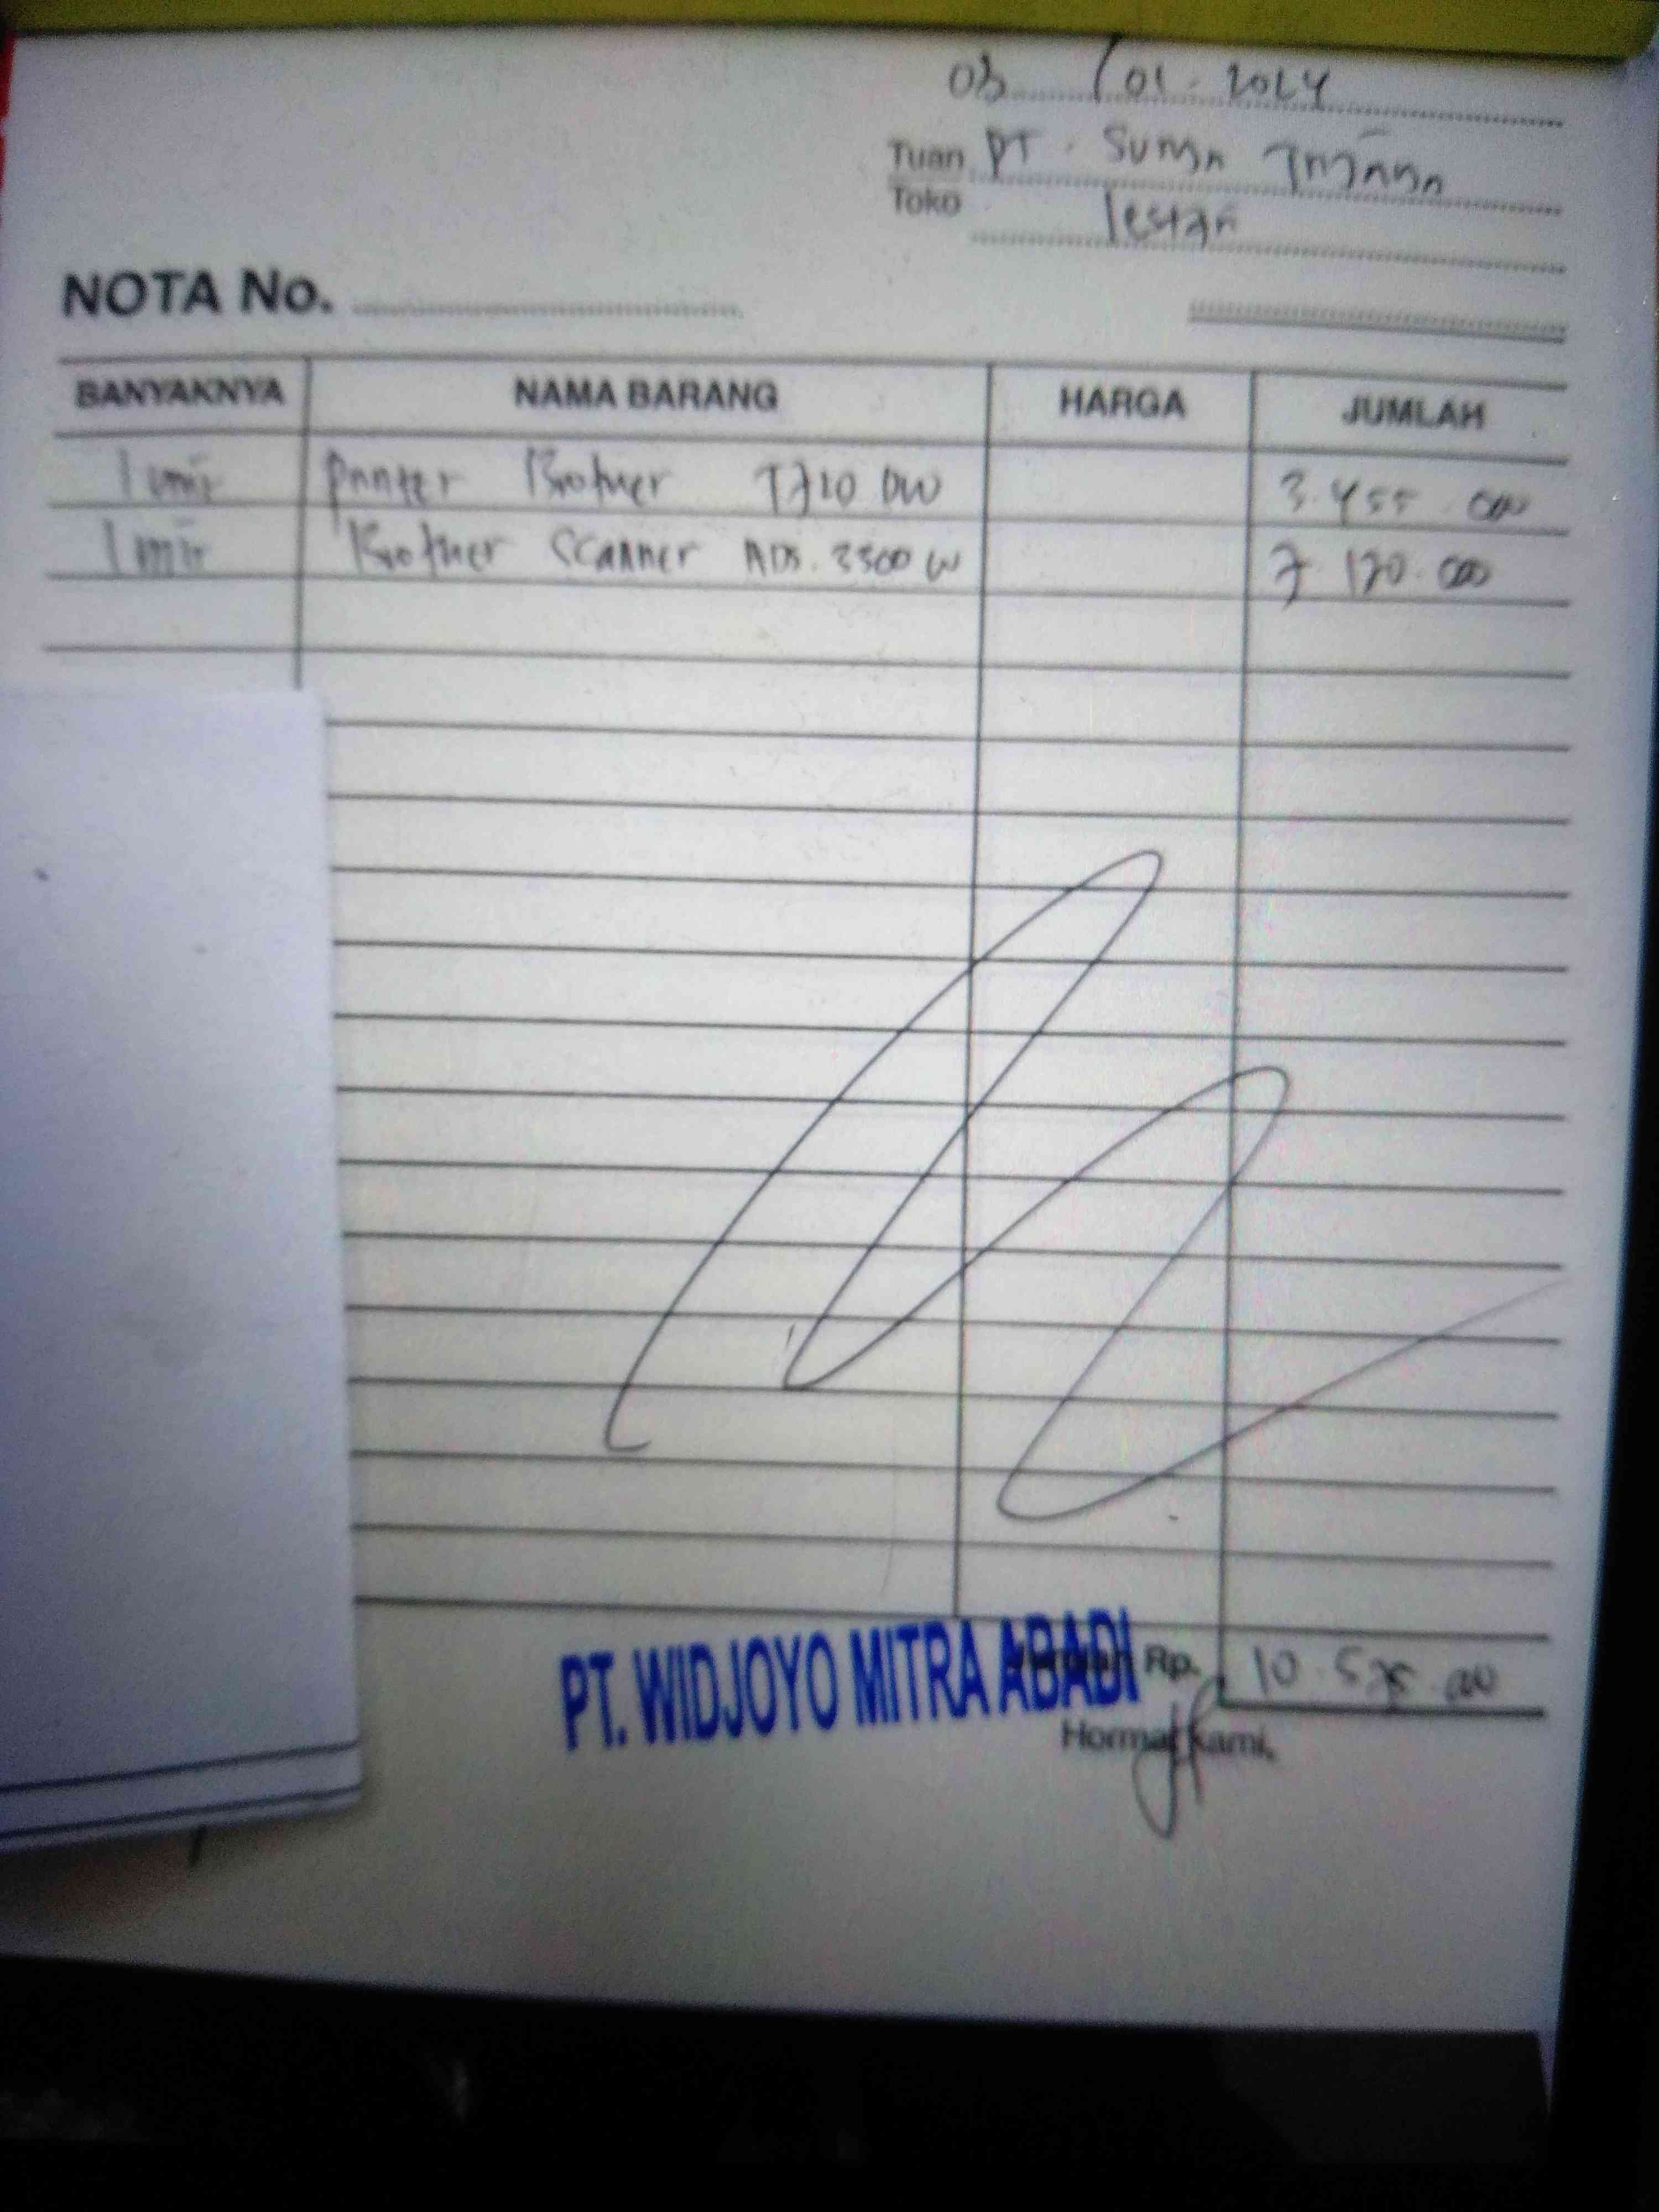 03 / 01 - 2024
Tuan PT. Surya
Toko lestari
NOTA No.
BANYAKNYA NAMA BARANG HARGA JUMLAH
1 unit Printer Brother T720 DW 3.455.000
1 unit Brother Scanner ADS. 3300 W 7.120.000
PT. WIDJOYO MITRA ABADI
Rp. 10.575.000
Hormat kami,